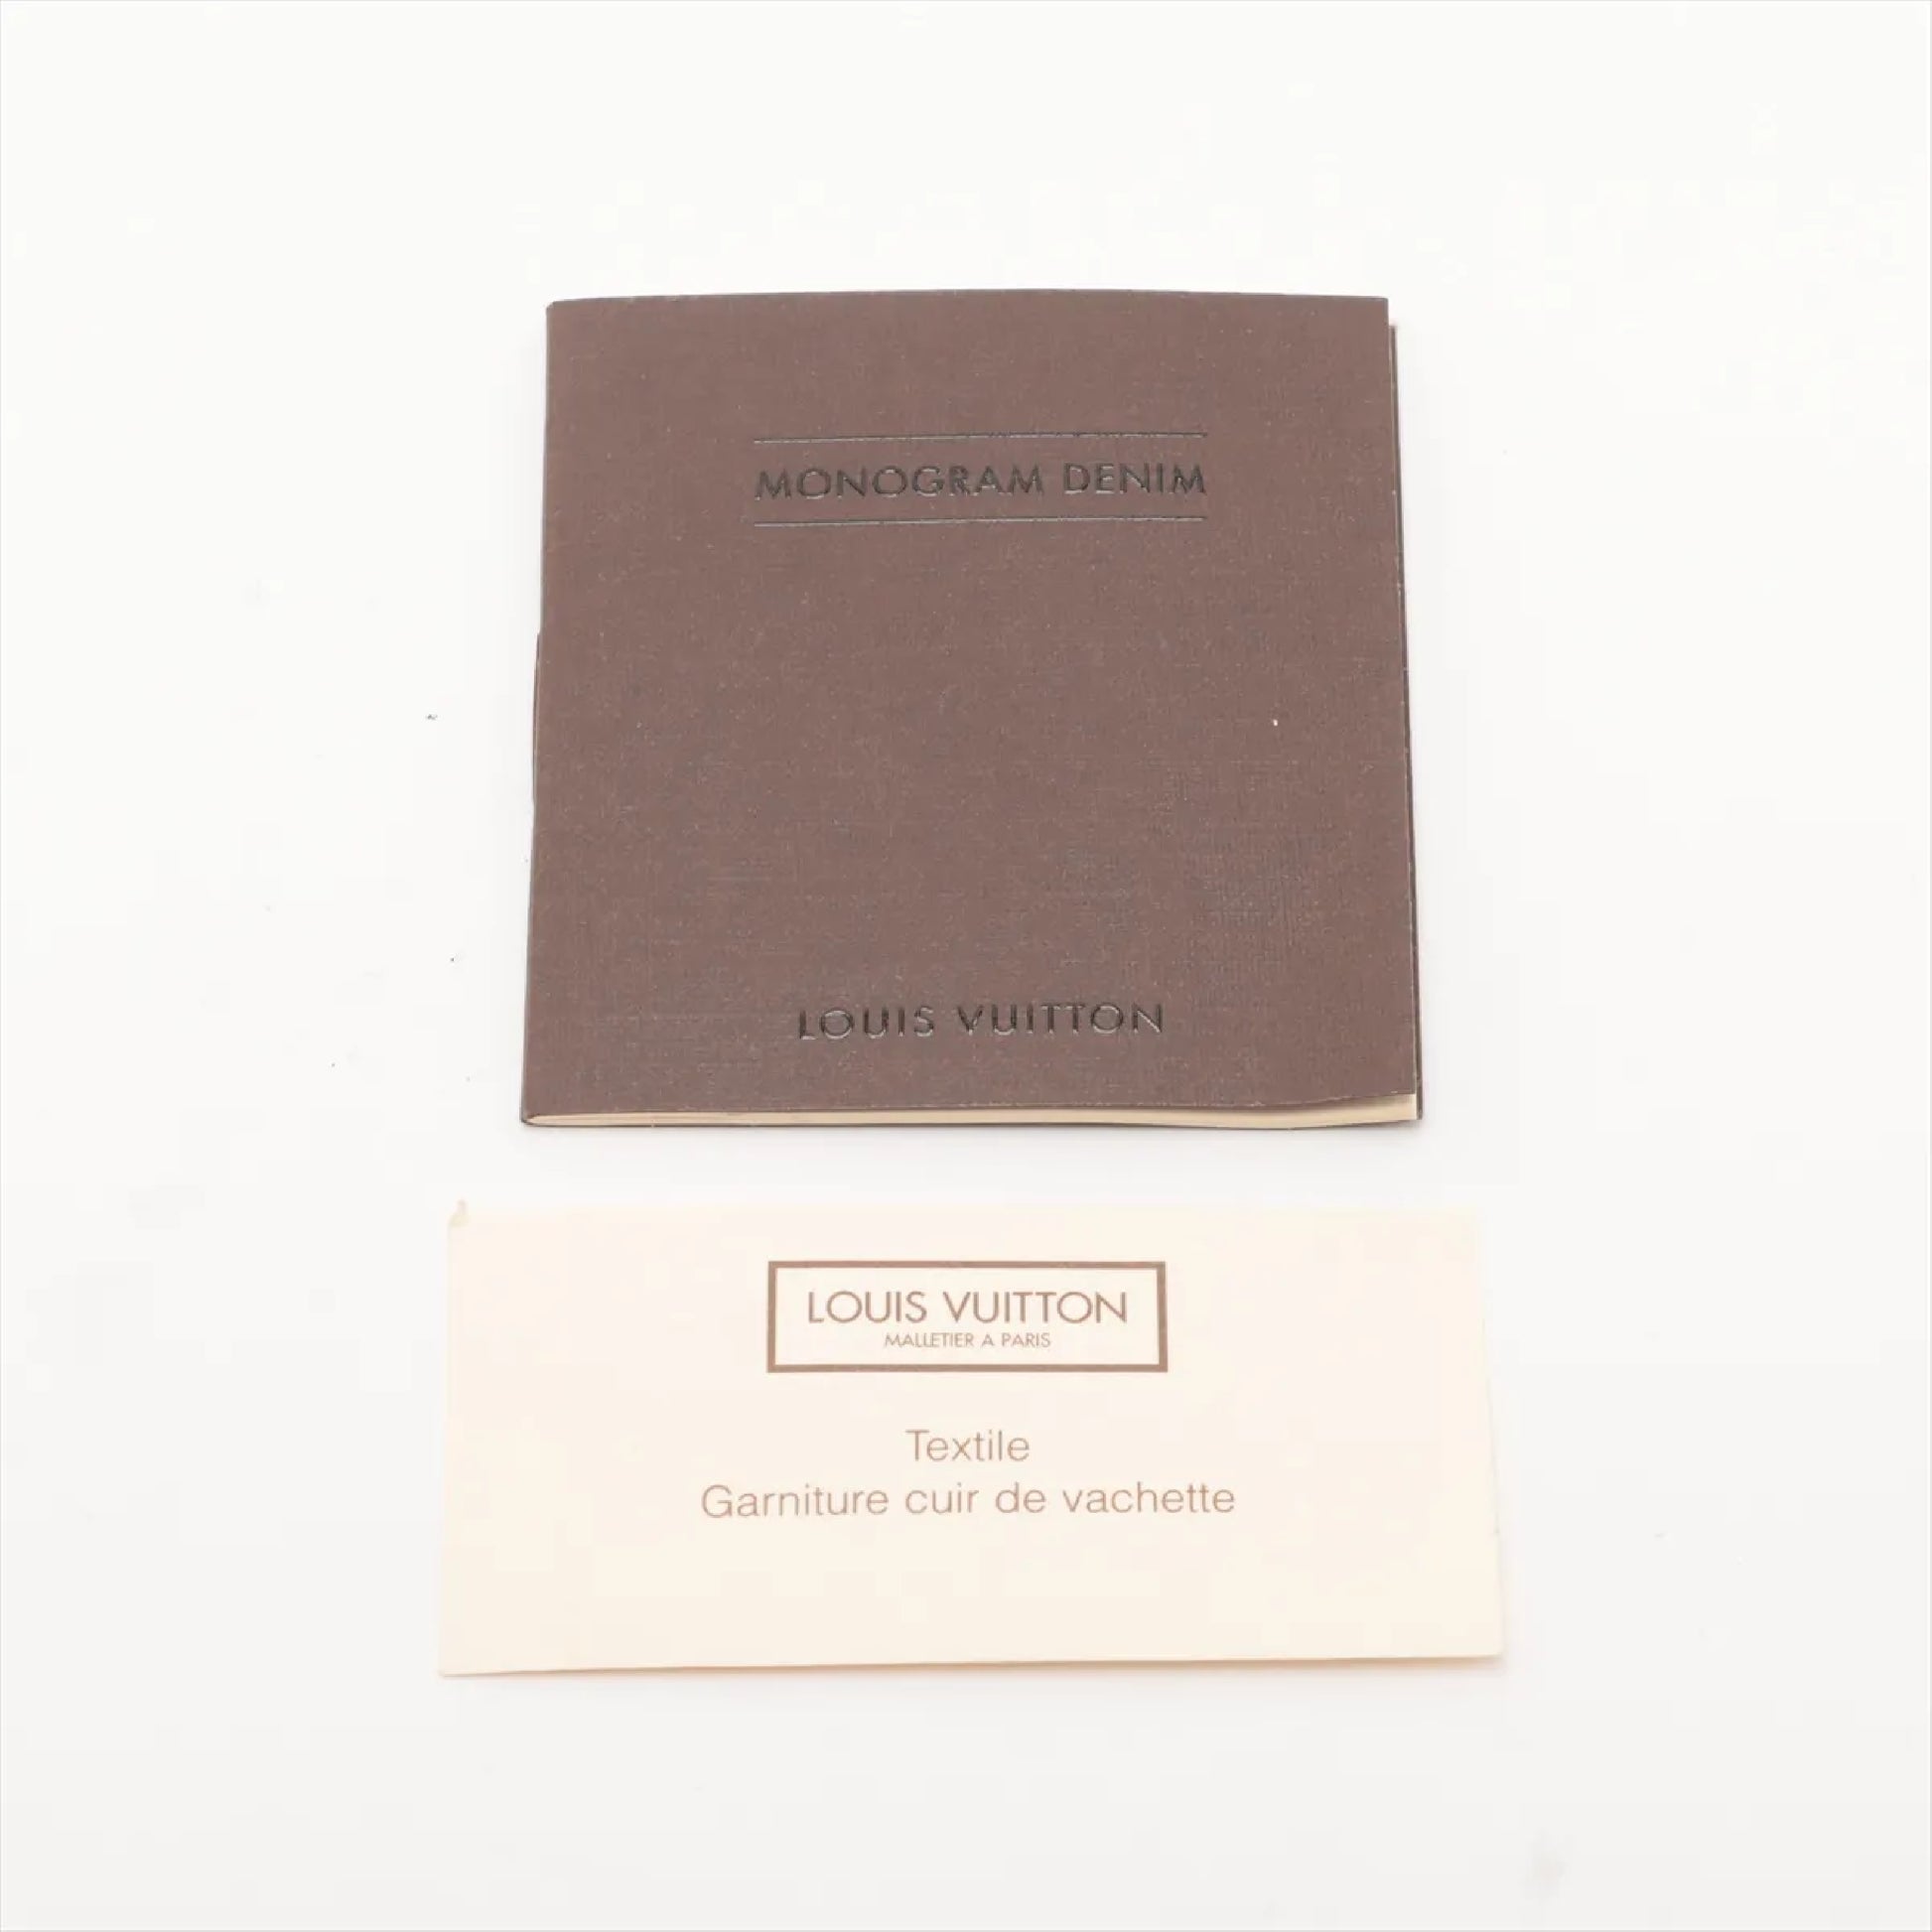 MONOGRAM DENIM
LOUIS VUITTON
LOUIS VUITTON
MALLETIER A PARIS
Textile
Garniture cuir de vachette